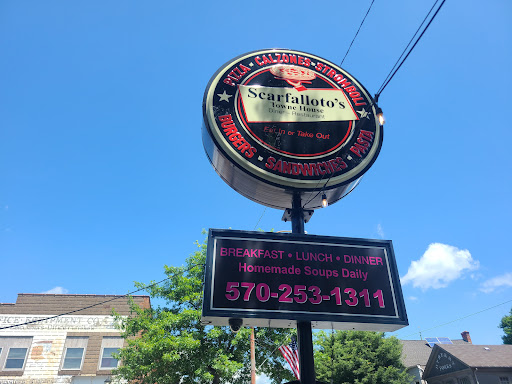 PIZZA • CALZONES • STROMBOLI
Scarfalloto's
Towne House
Diner & Restaurant
Eat In or Take Out
BURGERS • SANDWICHES • PASTA
BREAKFAST • LUNCH • DINNER
Homemade Soups Daily
570-253-1311